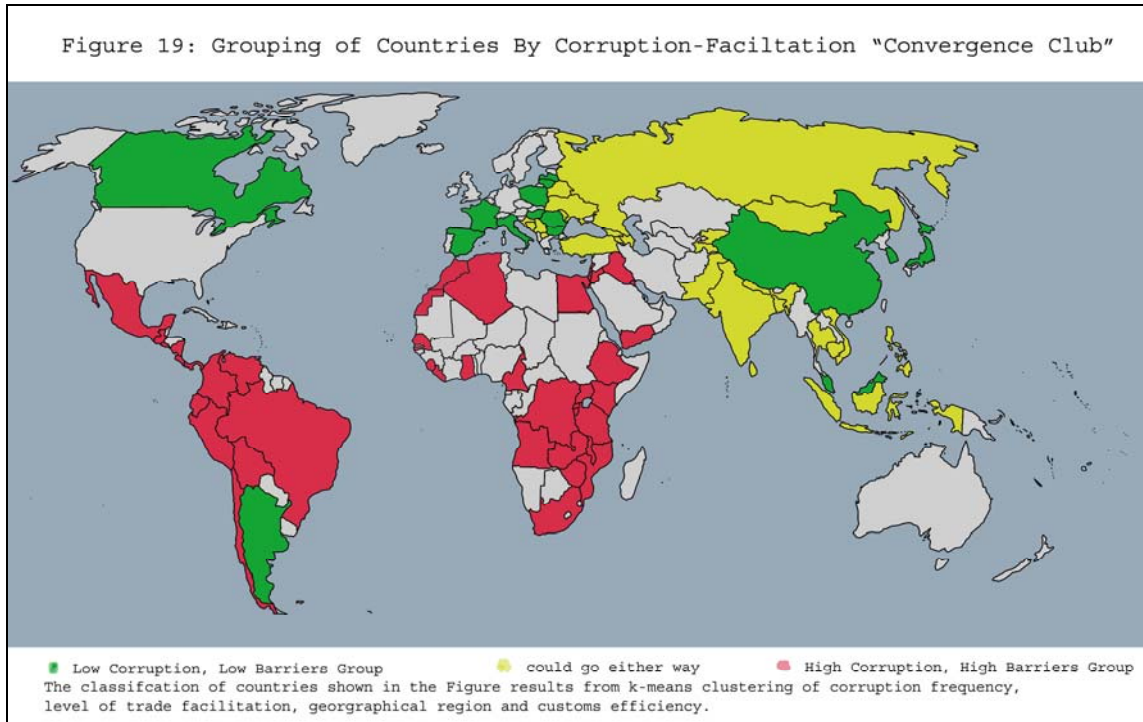 Figure 19: Grouping of Countries By Corruption-Faciltation “Convergence Club”
Low Corruption, Low Barriers Group
could go either way
High Corruption, High Barriers Group
The classifcation of countries shown in the Figure results from k-means clustering of corruption frequency,
level of trade facilitation, georgraphical region and customs efficiency.